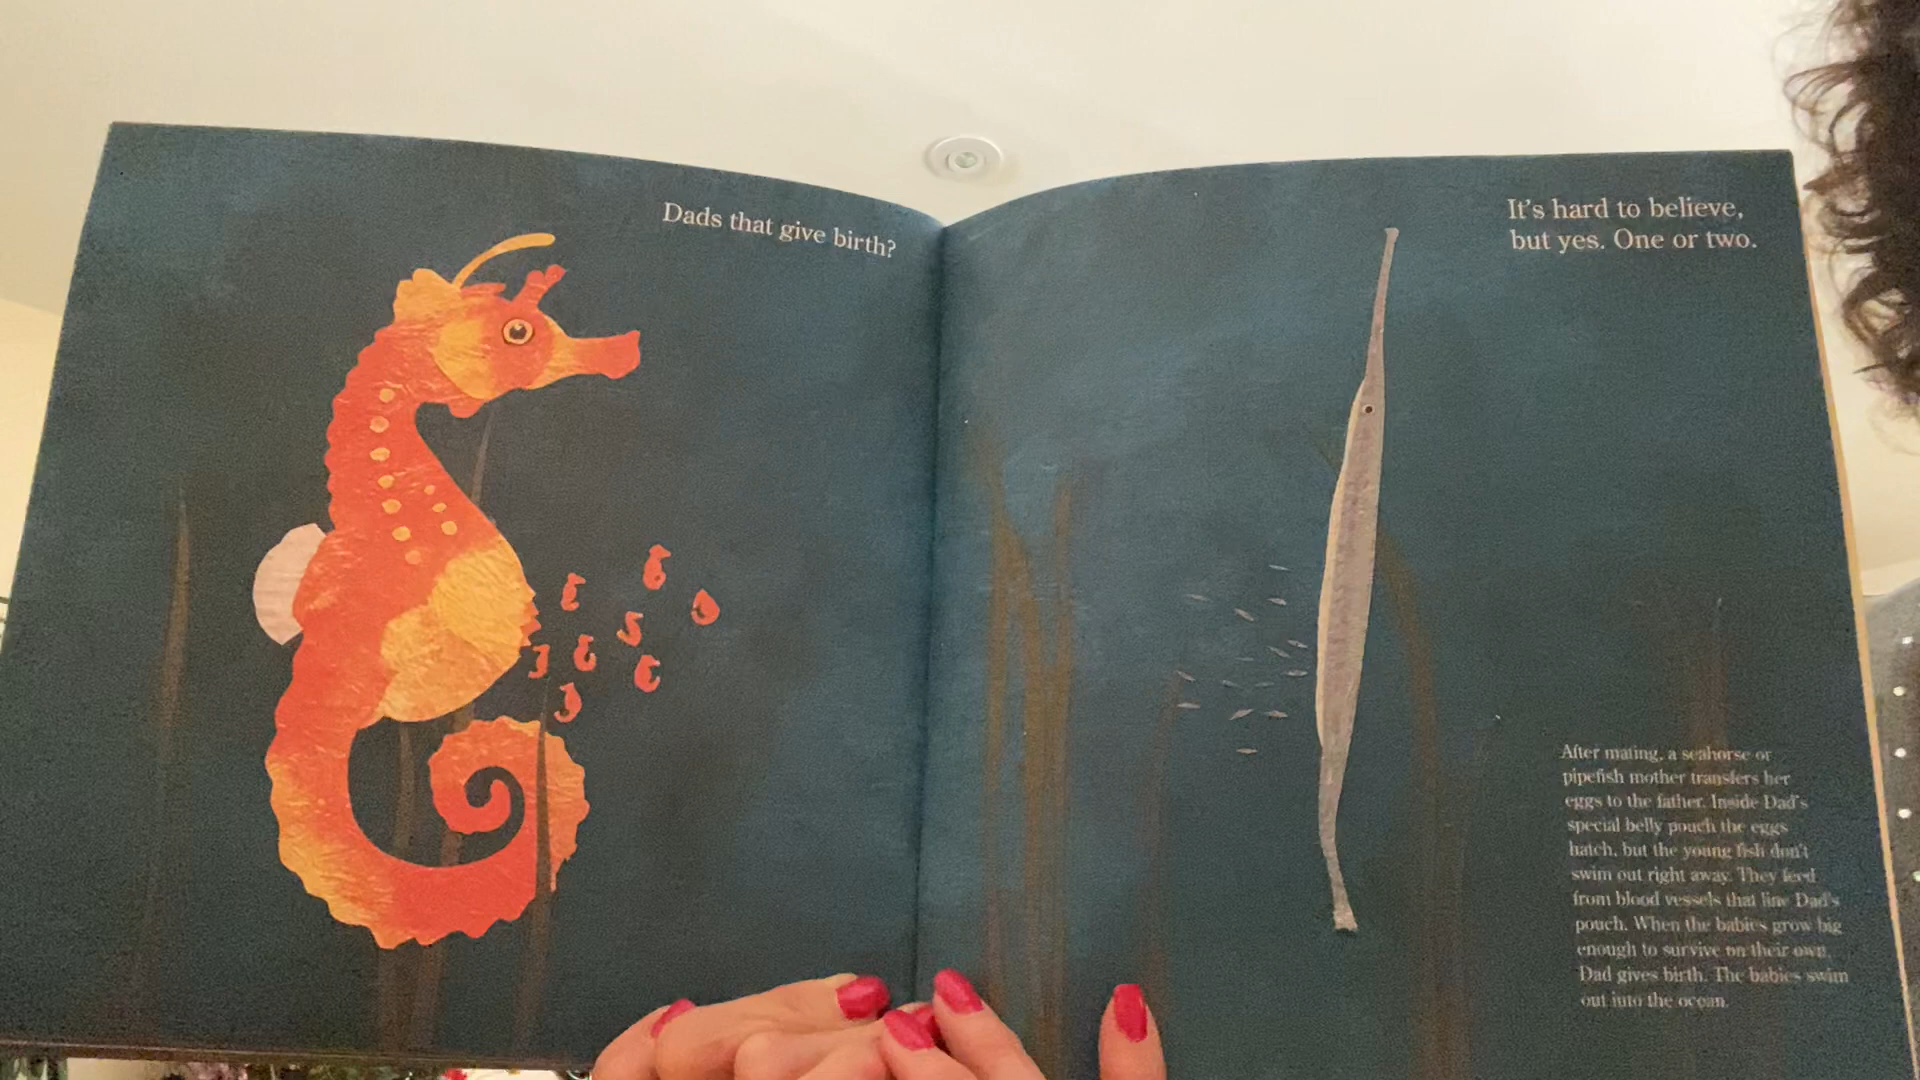 Dads that give birth?
It's hard to believe,
but yes. One or two.
After mating, a seahorse or
pipefish mother transfers her
eggs to the father. Inside Dad's
special belly pouch the eggs
hatch, but the young fish don't
swim out right away. They feed
from blood vessels that line Dad's
pouch. When the babies grow big
enough to survive on their own,
Dad gives birth. The babies swim
out into the ocean.